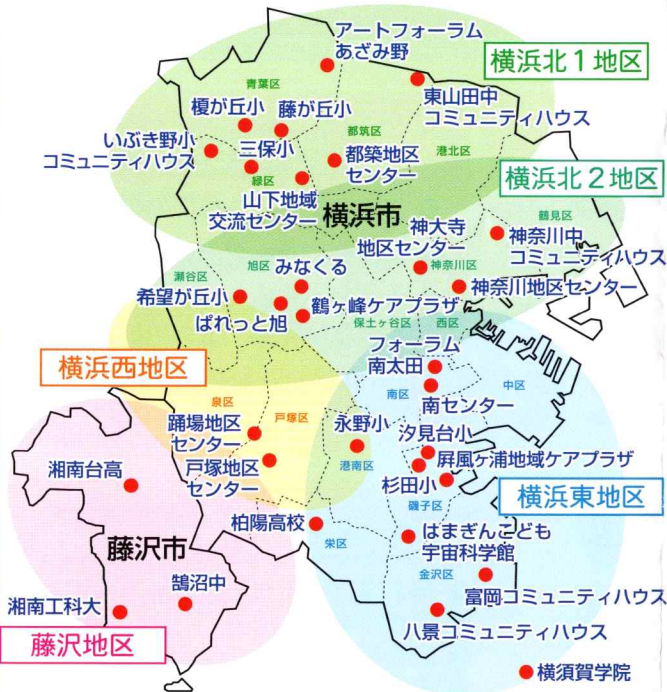 アートフォーラム
あざみ野
横浜北1地区
青葉区
東山田中
コミュニティハウス
榎が丘小
藤が丘小
都筑区
港北区
いぶき野小
コミュニティハウス
三保小
都築地区
センター
緑区
山下地域
交流センター
横浜北2地区
横浜市
神大寺
地区センター
鶴見区
神奈川中
コミュニティハウス
瀬谷区
旭区
みなくる
神奈川区
神奈川地区センター
希望が丘小
ぱれっと旭
鶴ヶ峰ケアプラザ
保土ヶ谷区
西区
横浜西地区
フォーラム
南太田
中区
南区
南センター
泉区
戸塚区
踊場地区
センター
永野小
汐見台小
屛風ヶ浦地域ケアプラザ
戸塚地区
センター
港南区
杉田小
横浜東地区
湘南台高
磯子区
柏陽高校
栄区
はまぎんこども
宇宙科学館
藤沢市
金沢区
鵠沼中
富岡コミュニティハウス
湘南工科大
八景コミュニティハウス
藤沢地区
横須賀学院